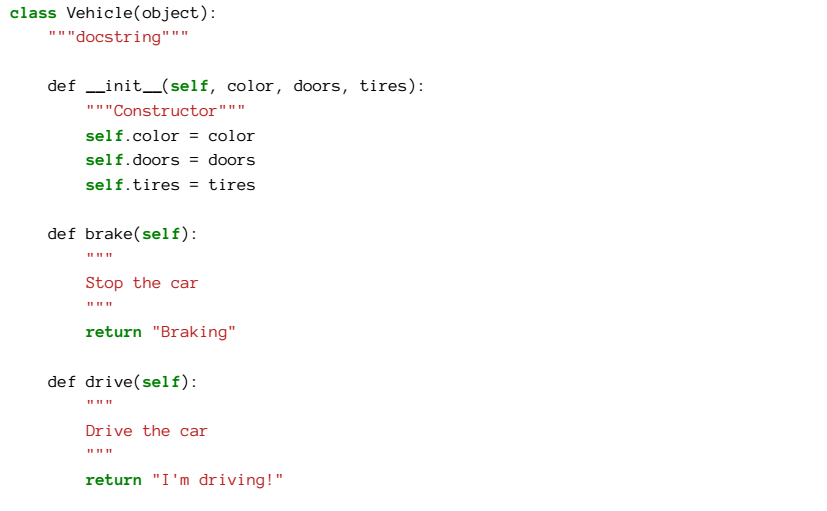 class Vehicle(object):
    """docstring"""

    def __init__(self, color, doors, tires):
        """Constructor"""
        self.color = color
        self.doors = doors
        self.tires = tires

    def brake(self):
        """
        Stop the car
        """
        return "Braking"

    def drive(self):
        """
        Drive the car
        """
        return "I'm driving!"